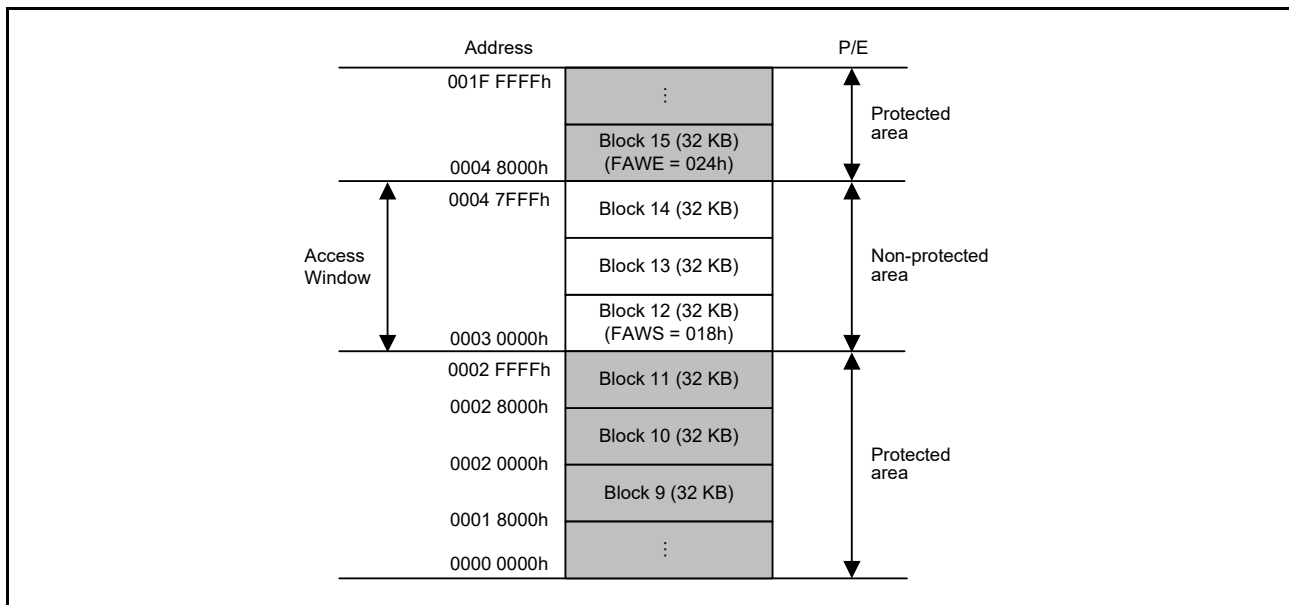 Address
P/E
001F FFFFh
⋮
Protected
area
Block 15 (32 KB)
(FAWE = 024h)
0004 8000h
0004 7FFFh
Block 14 (32 KB)
Access
Window
Block 13 (32 KB)
Non-protected
area
Block 12 (32 KB)
(FAWS = 018h)
0003 0000h
0002 FFFFh
Block 11 (32 KB)
0002 8000h
Block 10 (32 KB)
0002 0000h
Protected
area
Block 9 (32 KB)
0001 8000h
⋮
0000 0000h